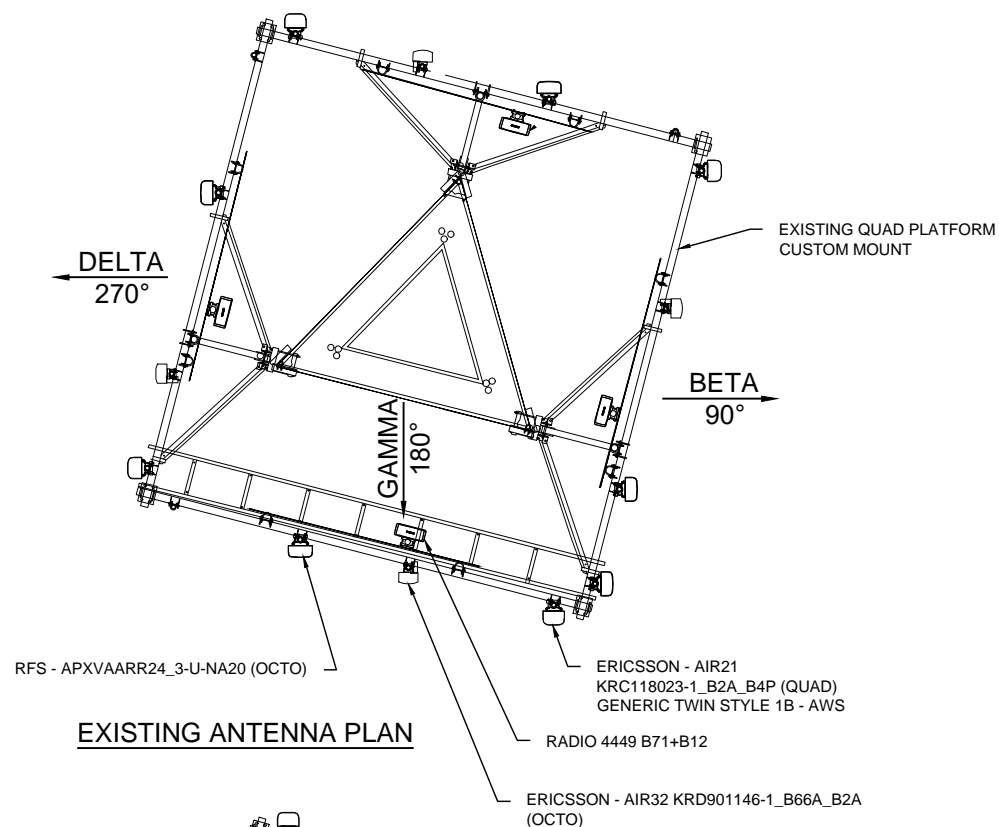 EXISTING QUAD PLATFORM
CUSTOM MOUNT
DELTA
270°
BETA
90°
GAMMA
180°
RFS - APXVAARR24_3-U-NA20 (OCTO)
ERICSSON - AIR21
KRC118023-1_B2A_B4P (QUAD)
GENERIC TWIN STYLE 1B - AWS
EXISTING ANTENNA PLAN
RADIO 4449 B71+B12
ERICSSON - AIR32 KRD901146-1_B66A_B2A
(OCTO)